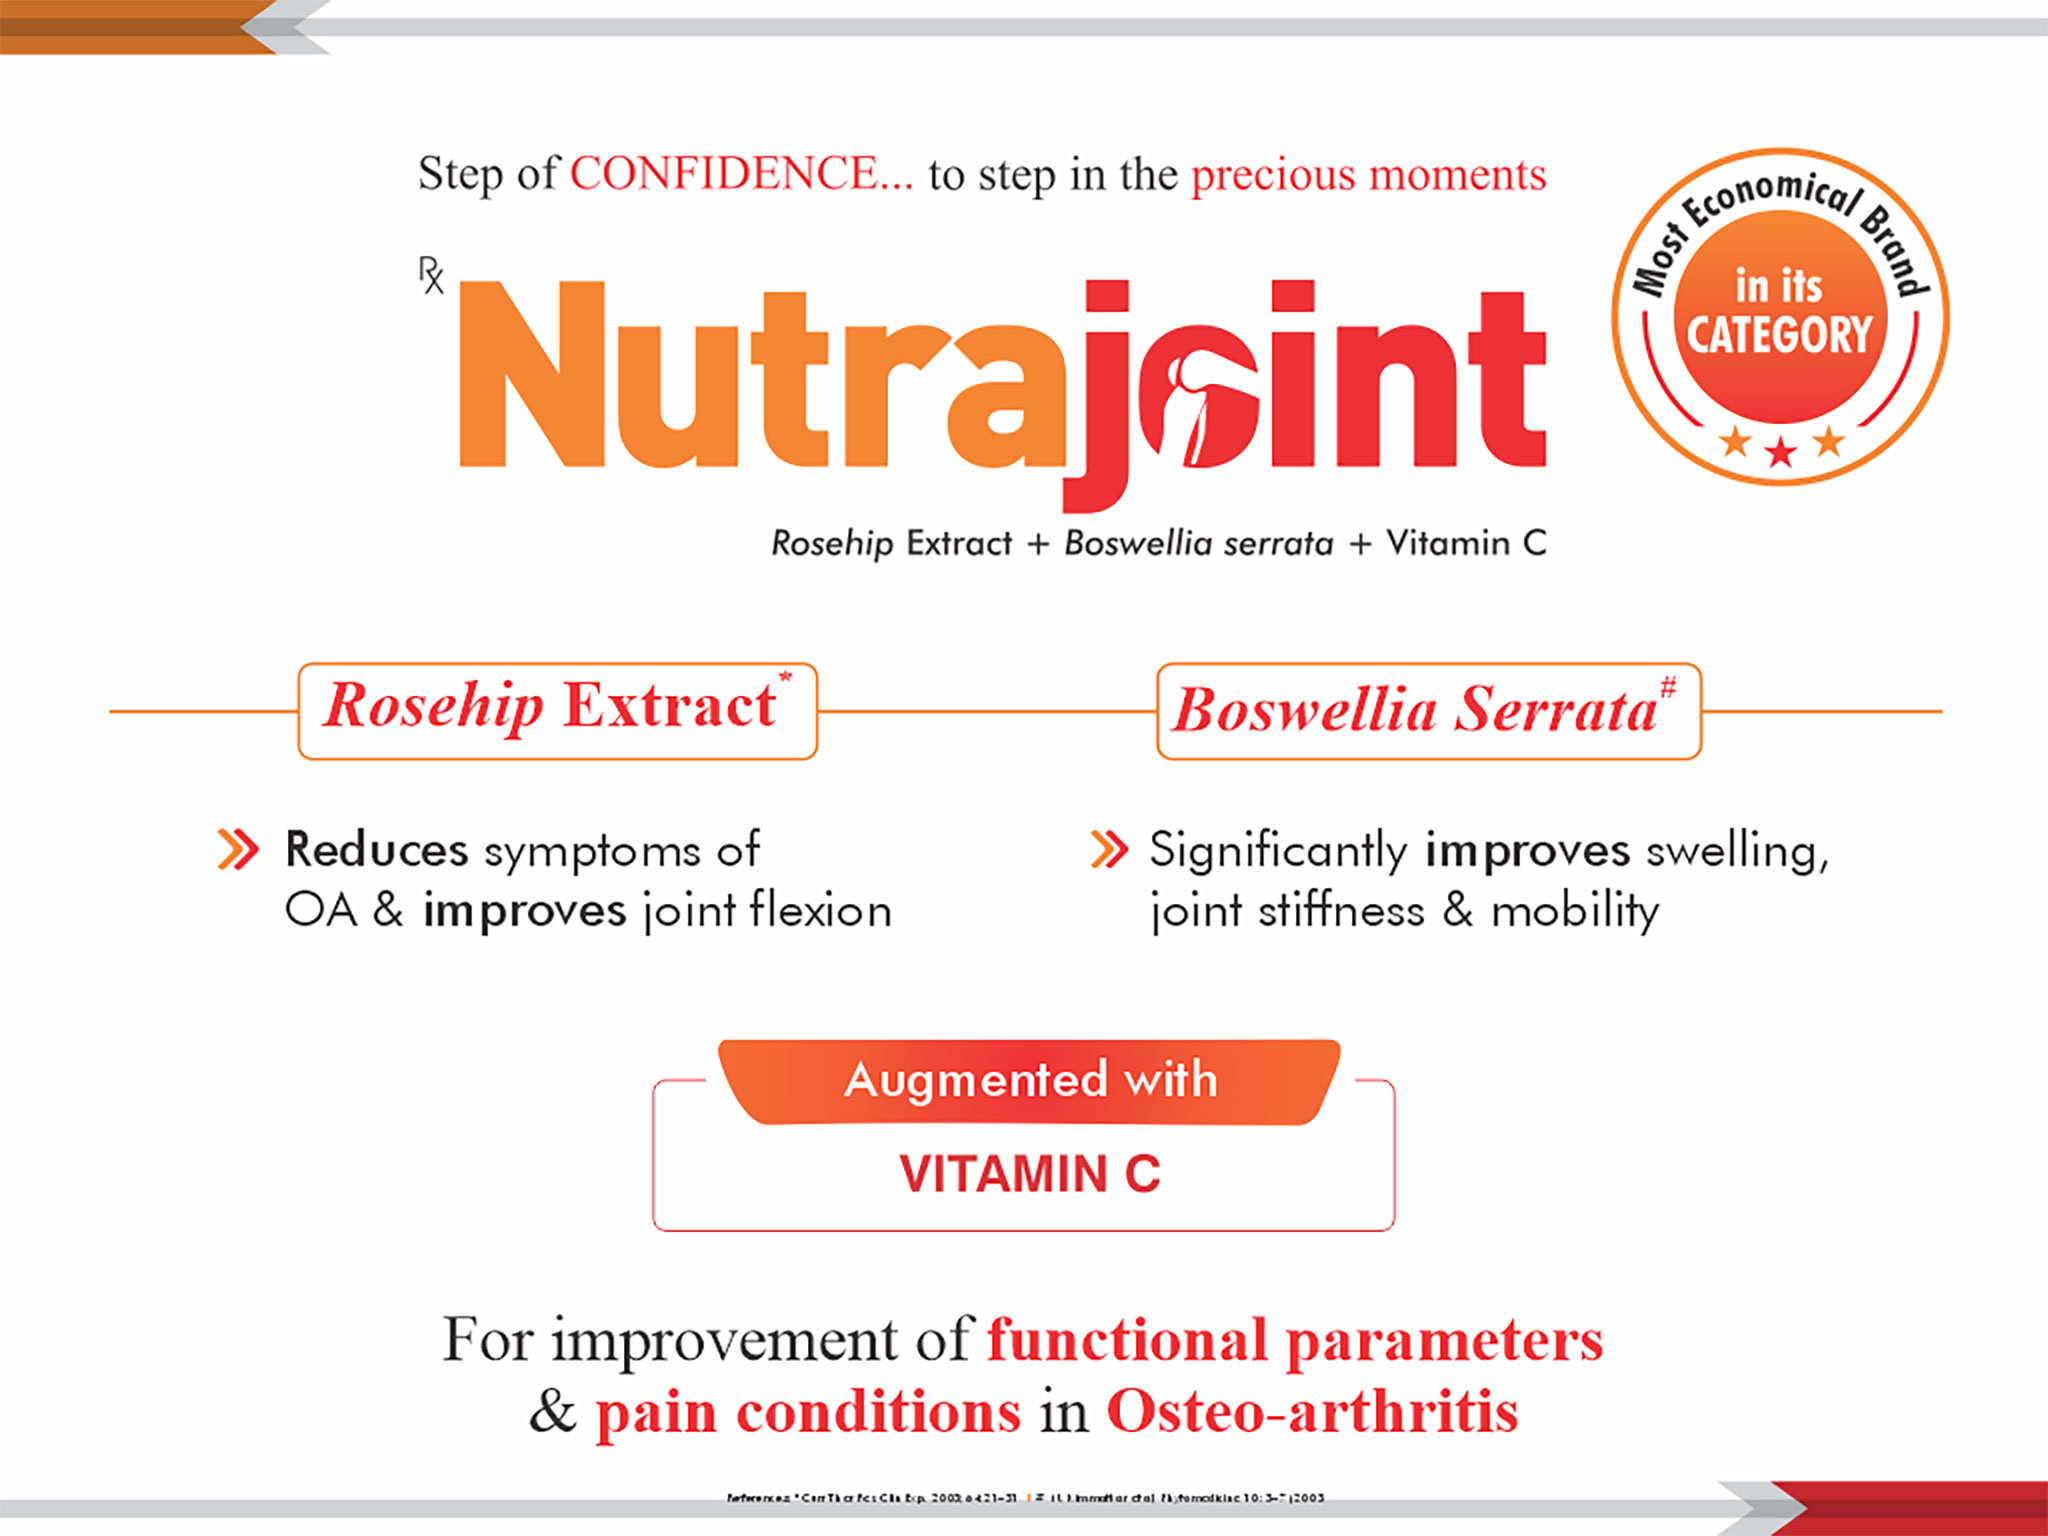 Step of CONFIDENCE... to step in the precious moments
Most Economical Brand
in its
CATEGORY
Rx Nutrajoint
Rosehip Extract + Boswellia serrata + Vitamin C
Rosehip Extract*
Boswellia Serrata#
Reduces symptoms of
OA & improves joint flexion
Significantly improves swelling,
joint stiffness & mobility
Augmented with
VITAMIN C
For improvement of functional parameters
& pain conditions in Osteo-arthritis